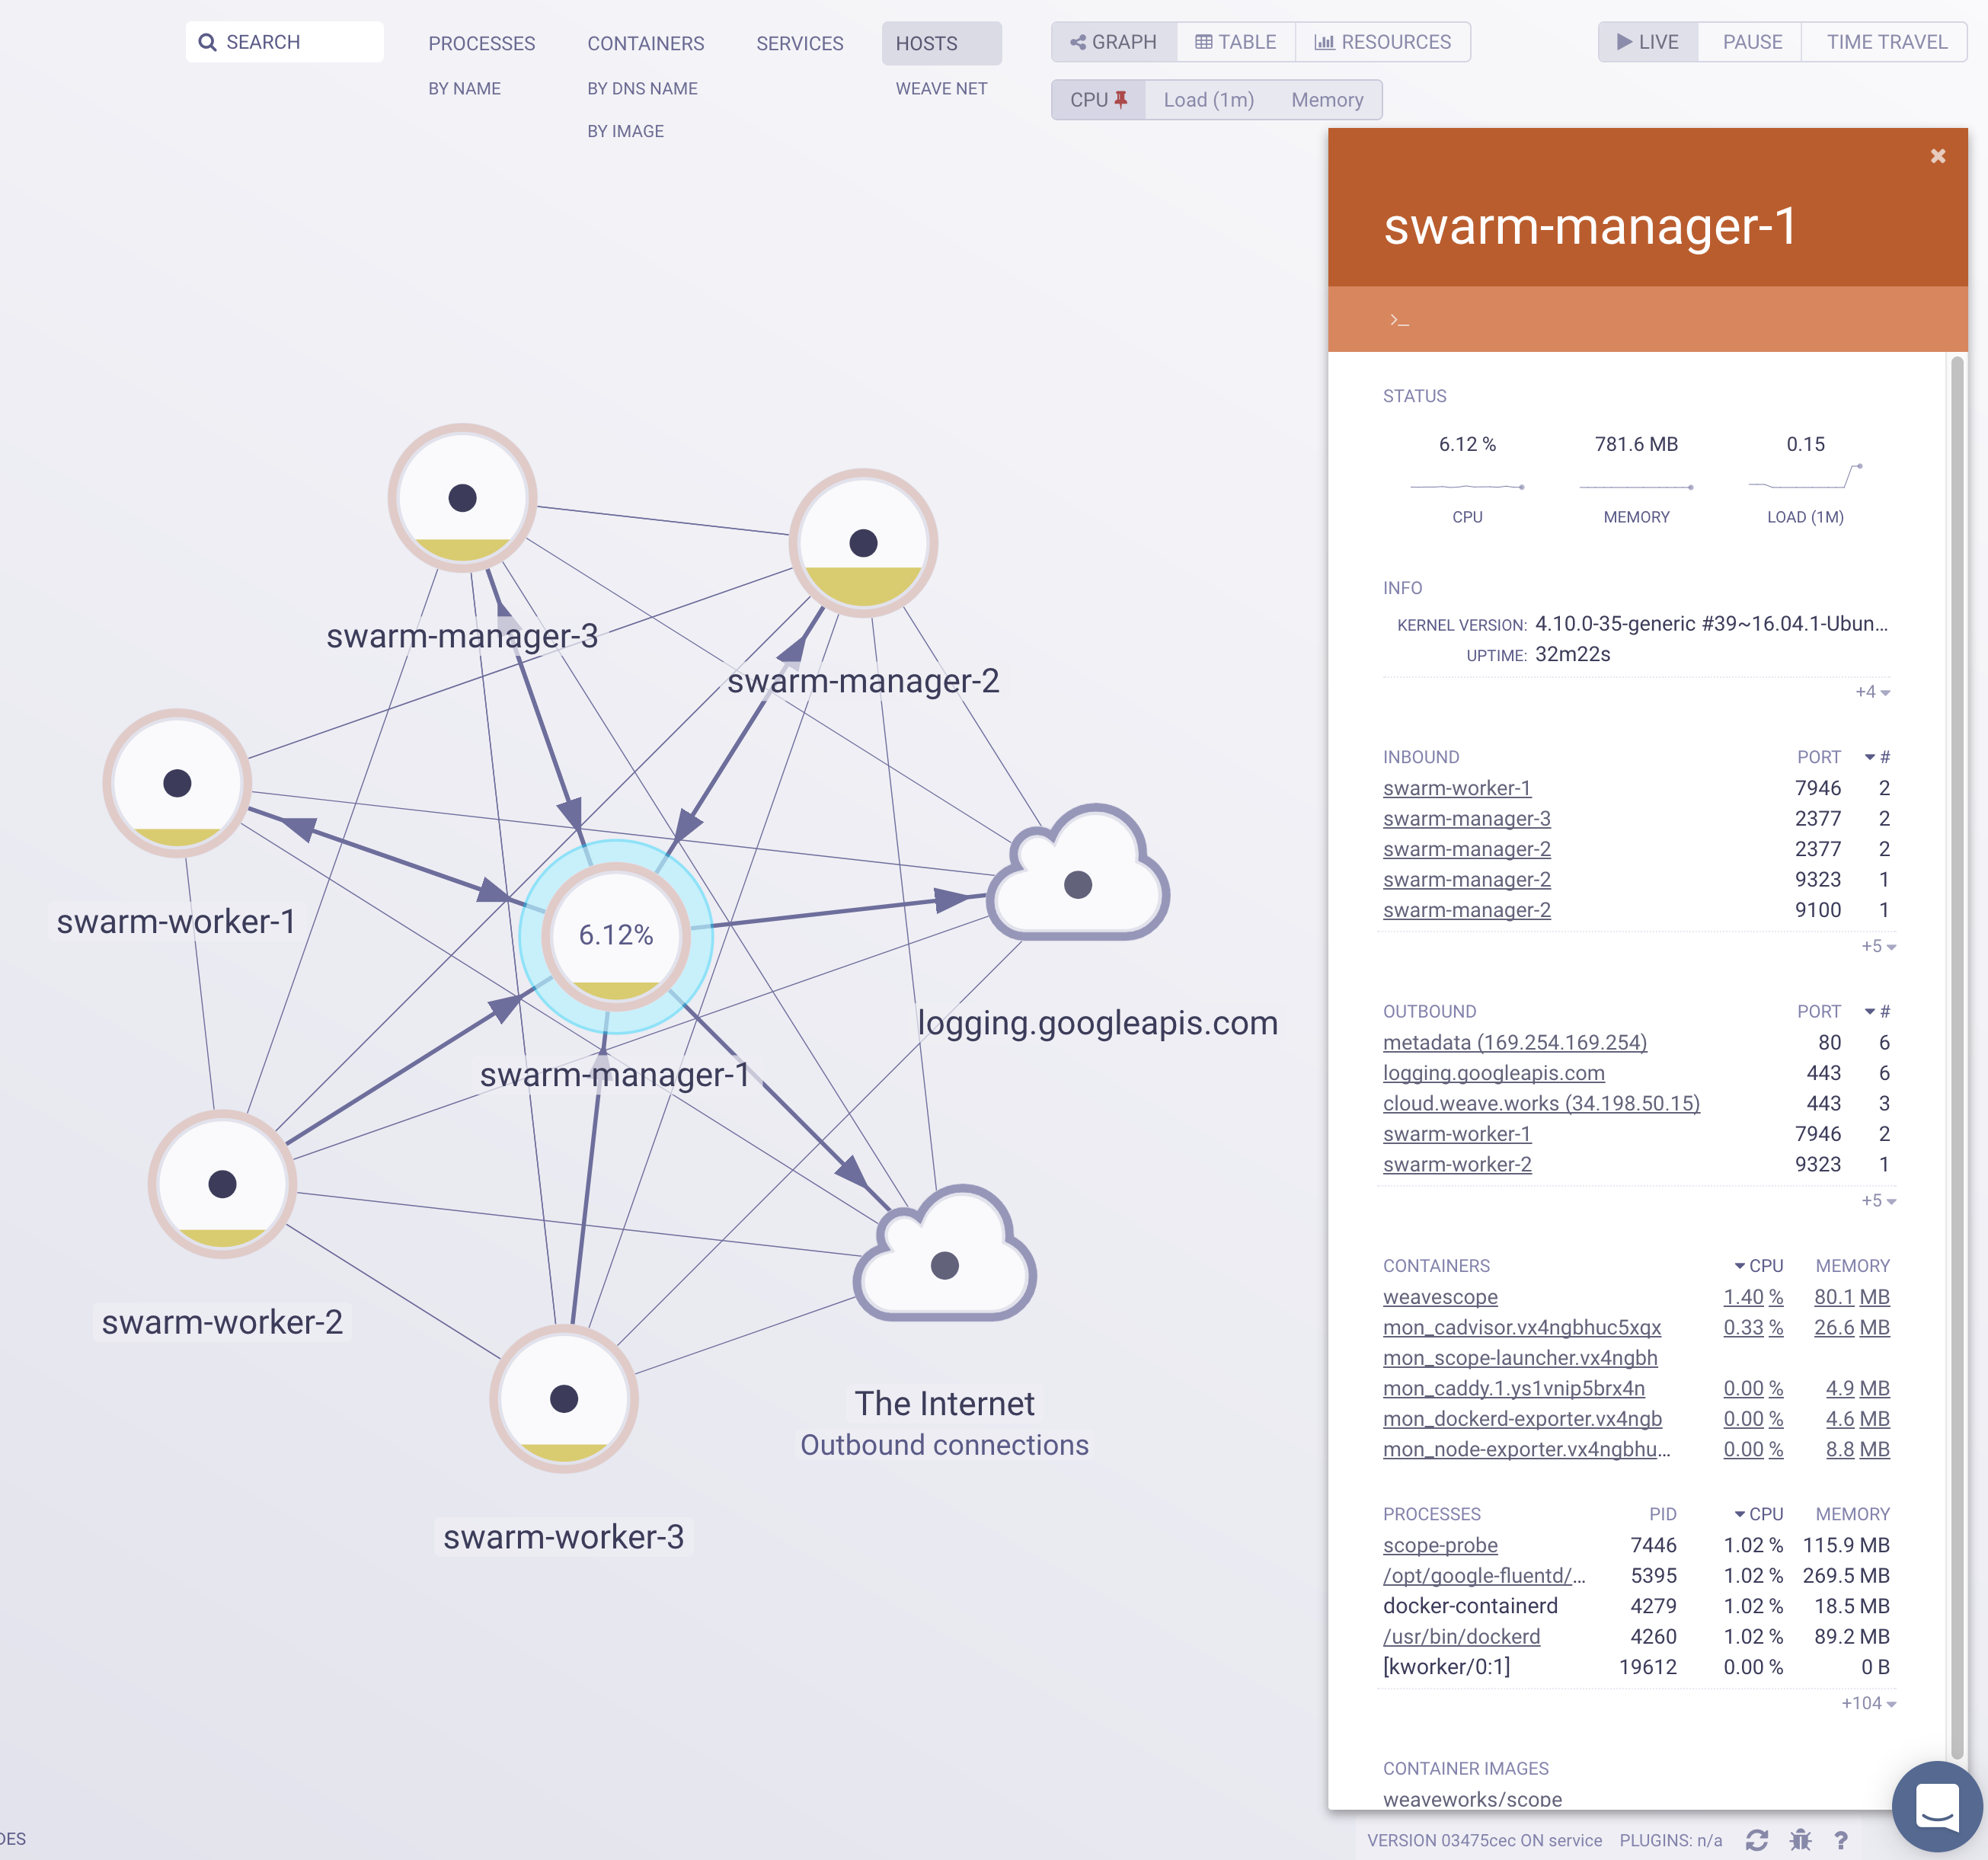 SEARCH
PROCESSES CONTAINERS SERVICES HOSTS
BY NAME BY DNS NAME WEAVE NET
BY IMAGE
GRAPH TABLE RESOURCES
CPU Load (1m) Memory
LIVE PAUSE TIME TRAVEL
swarm-manager-3
swarm-manager-2
swarm-worker-1
6.12%
swarm-manager-1
logging.googleapis.com
swarm-worker-2
The Internet
Outbound connections
swarm-worker-3
swarm-manager-1
>_
STATUS
6.12 % 781.6 MB 0.15
CPU MEMORY LOAD (1M)
INFO
KERNEL VERSION: 4.10.0-35-generic #39~16.04.1-Ubun...
UPTIME: 32m22s
+4
INBOUND PORT #
swarm-worker-1 7946 2
swarm-manager-3 2377 2
swarm-manager-2 2377 2
swarm-manager-2 9323 1
swarm-manager-2 9100 1
+5
OUTBOUND PORT #
metadata (169.254.169.254) 80 6
logging.googleapis.com 443 6
cloud.weave.works (34.198.50.15) 443 3
swarm-worker-1 7946 2
swarm-worker-2 9323 1
+5
CONTAINERS CPU MEMORY
weavescope 1.40 % 80.1 MB
mon_cadvisor.vx4ngbhuc5xqx 0.33 % 26.6 MB
mon_scope-launcher.vx4ngbh
mon_caddy.1.ys1vnip5brx4n 0.00 % 4.9 MB
mon_dockerd-exporter.vx4ngb 0.00 % 4.6 MB
mon_node-exporter.vx4ngbhu... 0.00 % 8.8 MB
PROCESSES PID CPU MEMORY
scope-probe 7446 1.02 % 115.9 MB
/opt/google-fluentd/... 5395 1.02 % 269.5 MB
docker-containerd 4279 1.02 % 18.5 MB
/usr/bin/dockerd 4260 1.02 % 89.2 MB
[kworker/0:1] 19612 0.00 % 0 B
+104
CONTAINER IMAGES
weaveworks/scope
DES
VERSION 03475cec ON service PLUGINS: n/a ?